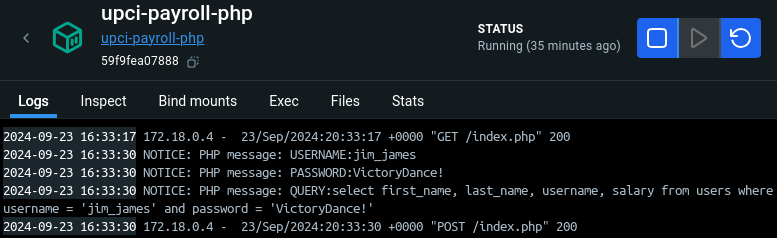 upci-payroll-php
upci-payroll-php
59f9fea07888
STATUS
Running (35 minutes ago)
Logs Inspect Bind mounts Exec Files Stats
2024-09-23 16:33:17 172.18.0.4 -  23/Sep/2024:20:33:17 +0000 "GET /index.php" 200
2024-09-23 16:33:30 NOTICE: PHP message: USERNAME:jim_james
2024-09-23 16:33:30 NOTICE: PHP message: PASSWORD:VictoryDance!
2024-09-23 16:33:30 NOTICE: PHP message: QUERY:select first_name, last_name, username, salary from users where
username = 'jim_james' and password = 'VictoryDance!'
2024-09-23 16:33:30 172.18.0.4 -  23/Sep/2024:20:33:30 +0000 "POST /index.php" 200